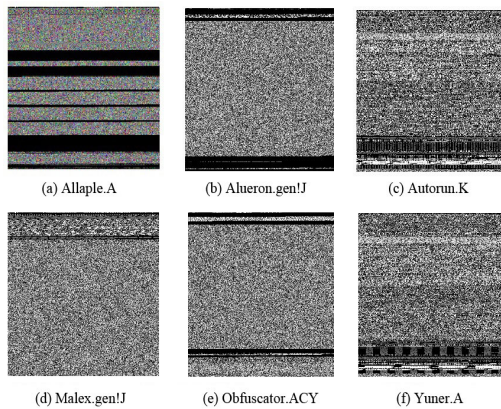 (a) Allaple.A
(b) Alueron.gen!J
(c) Autorun.K
(d) Malex.gen!J
(e) Obfuscator.ACY
(f) Yuner.A